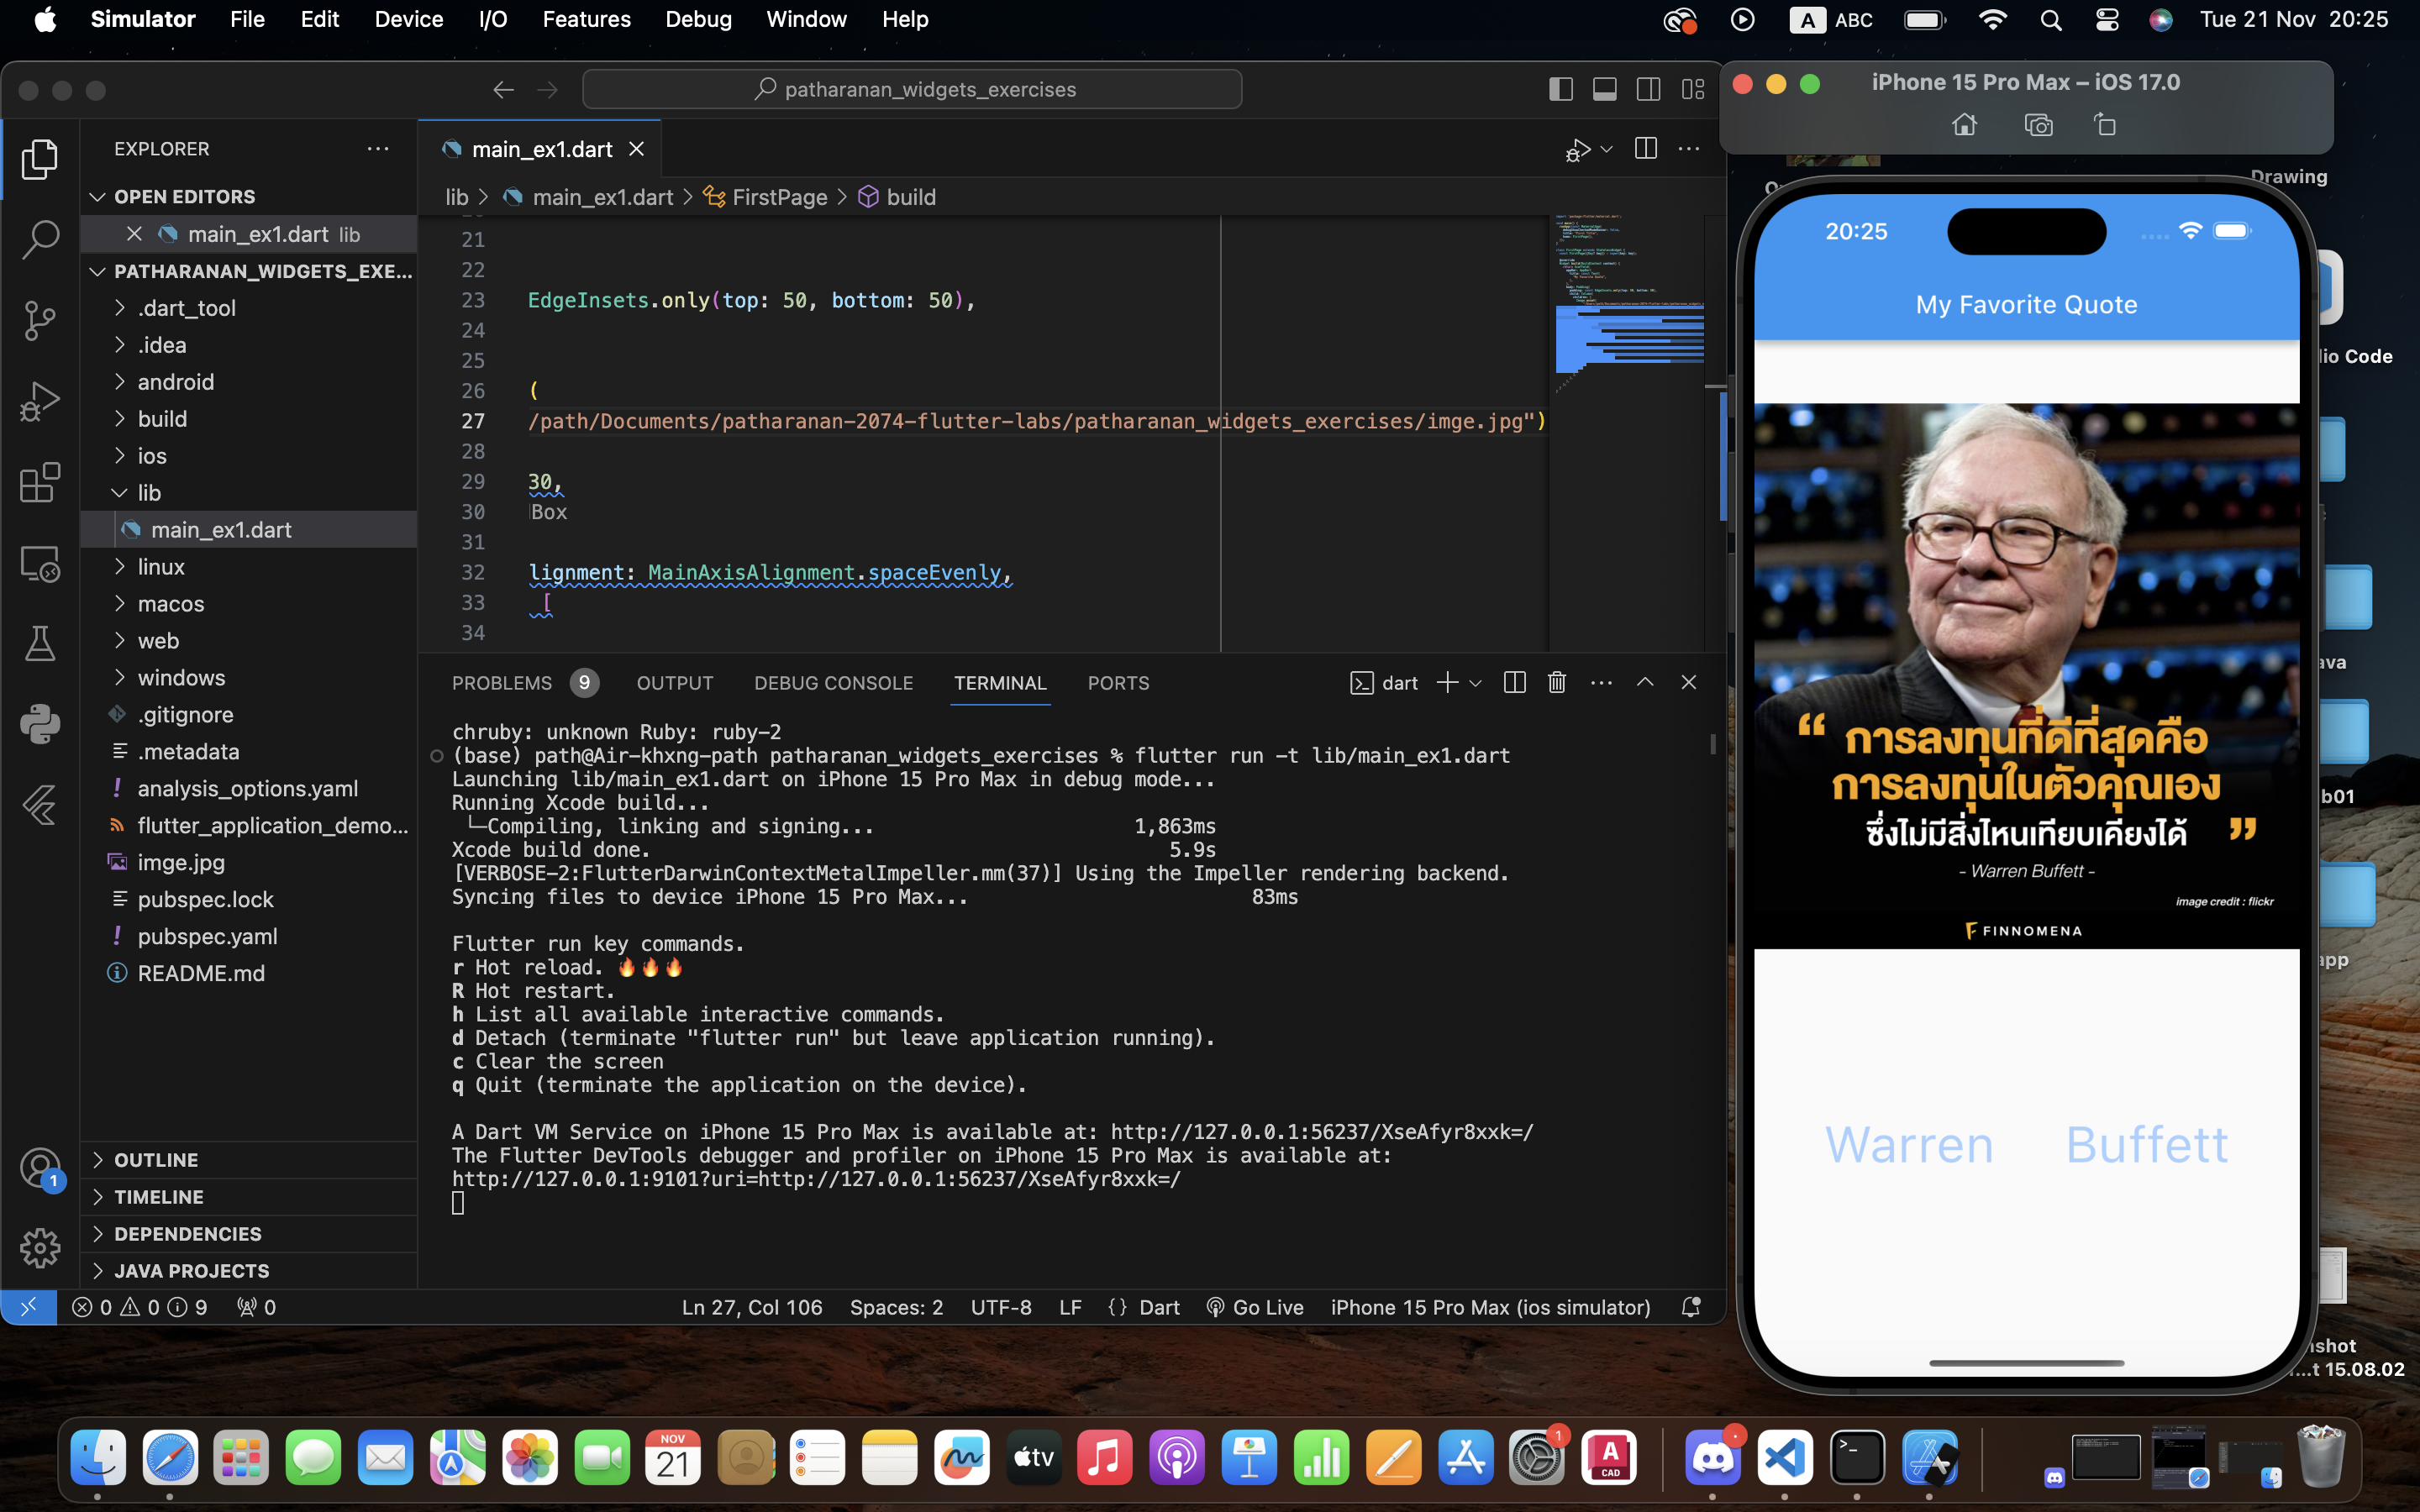 Simulator File Edit Device I/O Features Debug Window Help
A ABC Tue 21 Nov 20:25
patharanan_widgets_exercises
EXPLORER
OPEN EDITORS
main_ex1.dart lib
PATHARANAN_WIDGETS_EXE...
.dart_tool
.idea
android
build
ios
lib
main_ex1.dart
linux
macos
web
windows
.gitignore
.metadata
analysis_options.yaml
flutter_application_demo...
imge.jpg
pubspec.lock
pubspec.yaml
README.md
OUTLINE
TIMELINE
DEPENDENCIES
JAVA PROJECTS
main_ex1.dart
lib > main_ex1.dart > FirstPage > build
21
22
23 EdgeInsets.only(top: 50, bottom: 50),
24
25
26 (
27 /path/Documents/patharanan-2074-flutter-labs/patharanan_widgets_exercises/imge.jpg")
28
29 30,
30 Box
31
32 lignment: MainAxisAlignment.spaceEvenly,
33 [
34
PROBLEMS 9 OUTPUT DEBUG CONSOLE TERMINAL PORTS
dart
chruby: unknown Ruby: ruby-2
(base) path@Air-khxng-path patharanan_widgets_exercises % flutter run -t lib/main_ex1.dart
Launching lib/main_ex1.dart on iPhone 15 Pro Max in debug mode...
Running Xcode build...
└─Compiling, linking and signing... 1,863ms
Xcode build done. 5.9s
[VERBOSE-2:FlutterDarwinContextMetalImpeller.mm(37)] Using the Impeller rendering backend.
Syncing files to device iPhone 15 Pro Max... 83ms
Flutter run key commands.
r Hot reload. 🔥🔥🔥
R Hot restart.
h List all available interactive commands.
d Detach (terminate "flutter run" but leave application running).
c Clear the screen
q Quit (terminate the application on the device).
A Dart VM Service on iPhone 15 Pro Max is available at: http://127.0.0.1:56237/XseAfyr8xxk=/
The Flutter DevTools debugger and profiler on iPhone 15 Pro Max is available at:
http://127.0.0.1:9101?uri=http://127.0.0.1:56237/XseAfyr8xxk=/
1
0 0 9 0
Ln 27, Col 106 Spaces: 2 UTF-8 LF {} Dart Go Live iPhone 15 Pro Max (ios simulator)
iPhone 15 Pro Max – iOS 17.0
20:25
My Favorite Quote
“ การลงทุนที่ดีที่สุดคือ
การลงทุนในตัวคุณเอง
ซึ่งไม่มีสิ่งไหนเทียบเคียงได้ ”
- Warren Buffett -
image credit : flickr
FINNOMENA
Warren Buffett
Drawing
io Code
ava
b01
app
shot
...t 15.08.02
NOV
21
tv
1
A
CAD